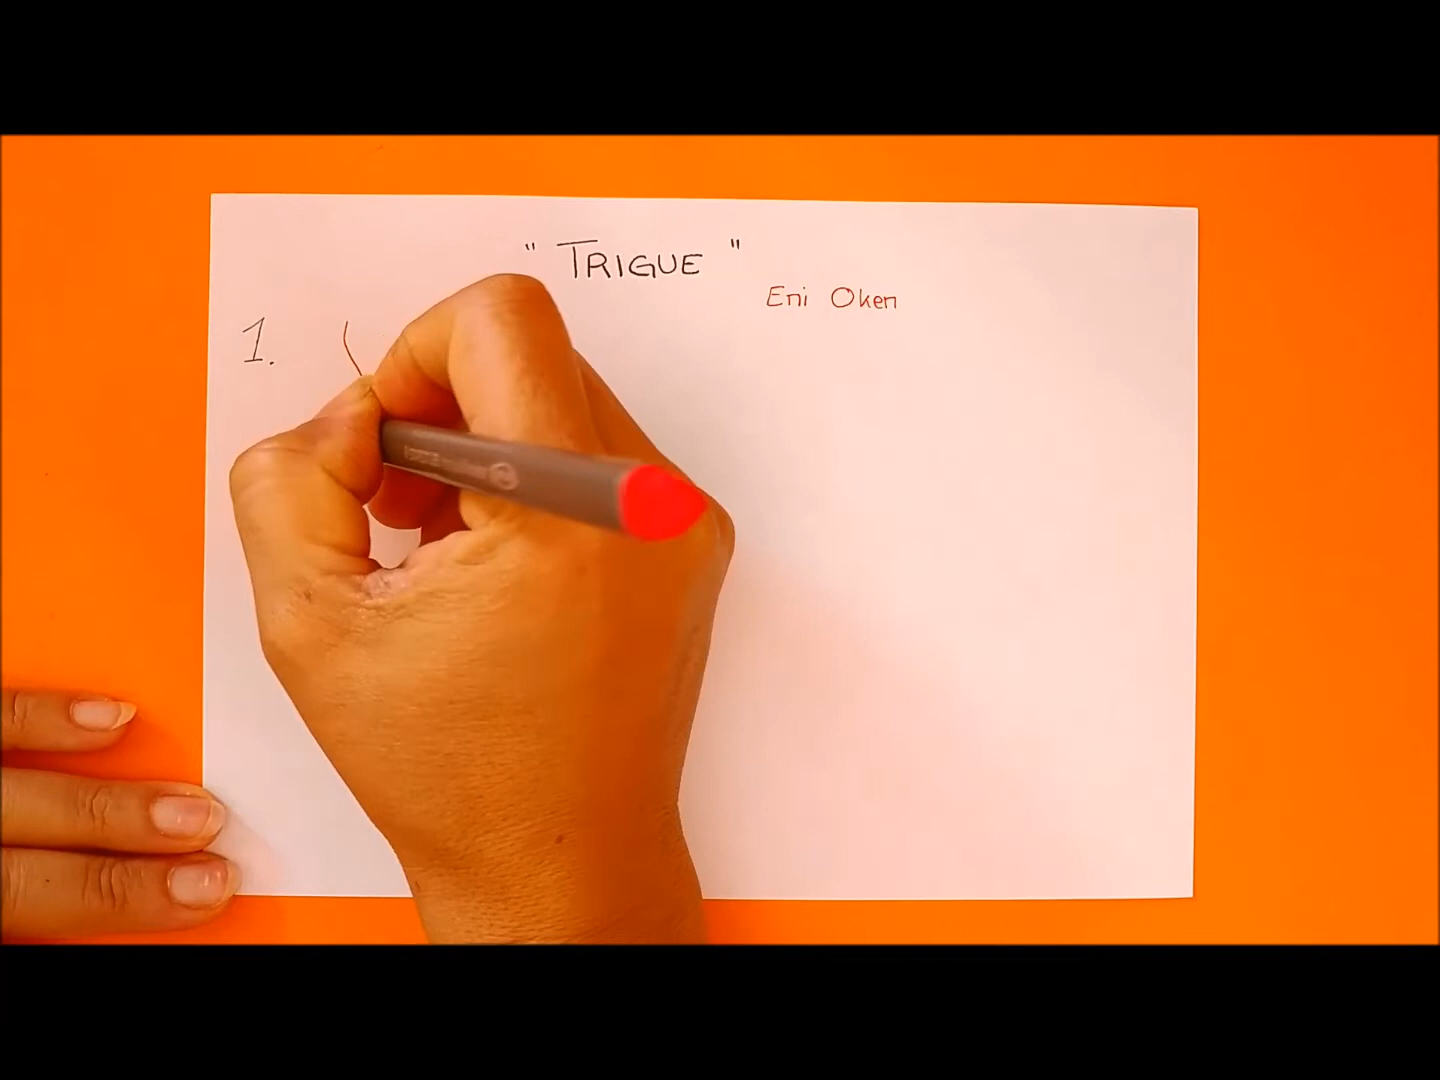 " TRIGUE "
Eni Oken
1.